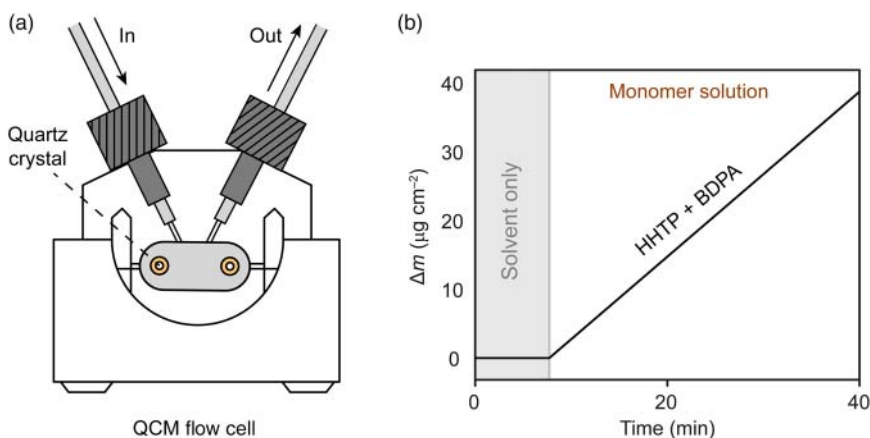 (a)
In
Out
Quartz
crystal
QCM flow cell
(b)
40
30
20
10
0
Δm (µg cm⁻²)
Solvent only
Monomer solution
HHTP + BDPA
0
20
40
Time (min)